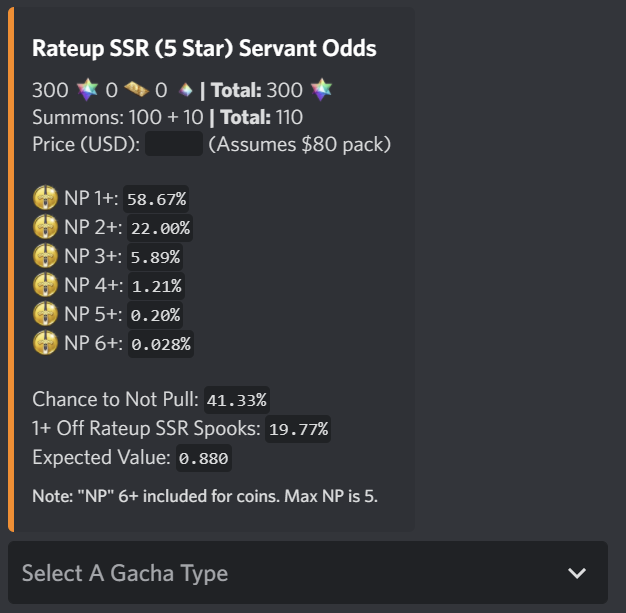 Rateup SSR (5 Star) Servant Odds
300 0 0 | Total: 300
Summons: 100 + 10 | Total: 110
Price (USD): (Assumes $80 pack)
NP 1+: 58.67%
NP 2+: 22.00%
NP 3+: 5.89%
NP 4+: 1.21%
NP 5+: 0.20%
NP 6+: 0.028%
Chance to Not Pull: 41.33%
1+ Off Rateup SSR Spooks: 19.77%
Expected Value: 0.880
Note: "NP" 6+ included for coins. Max NP is 5.
Select A Gacha Type